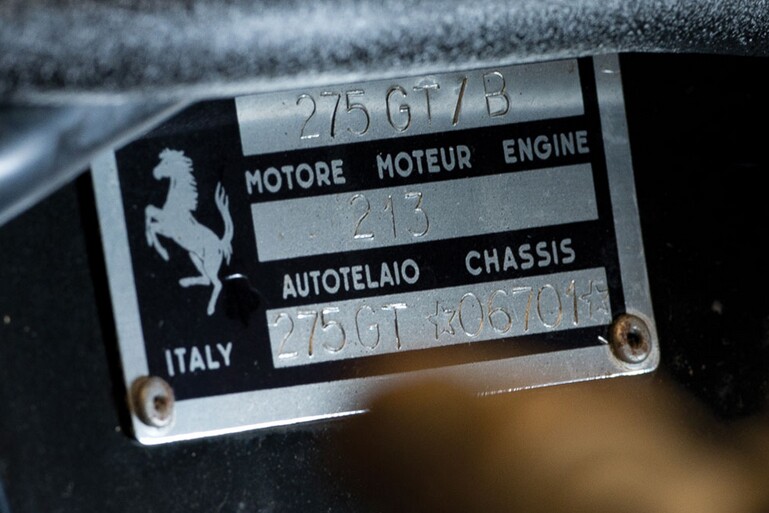 275 GT / B
MOTORE MOTEUR ENGINE
213
AUTOTELAIO CHASSIS
275.GT ☆06701☆
ITALY